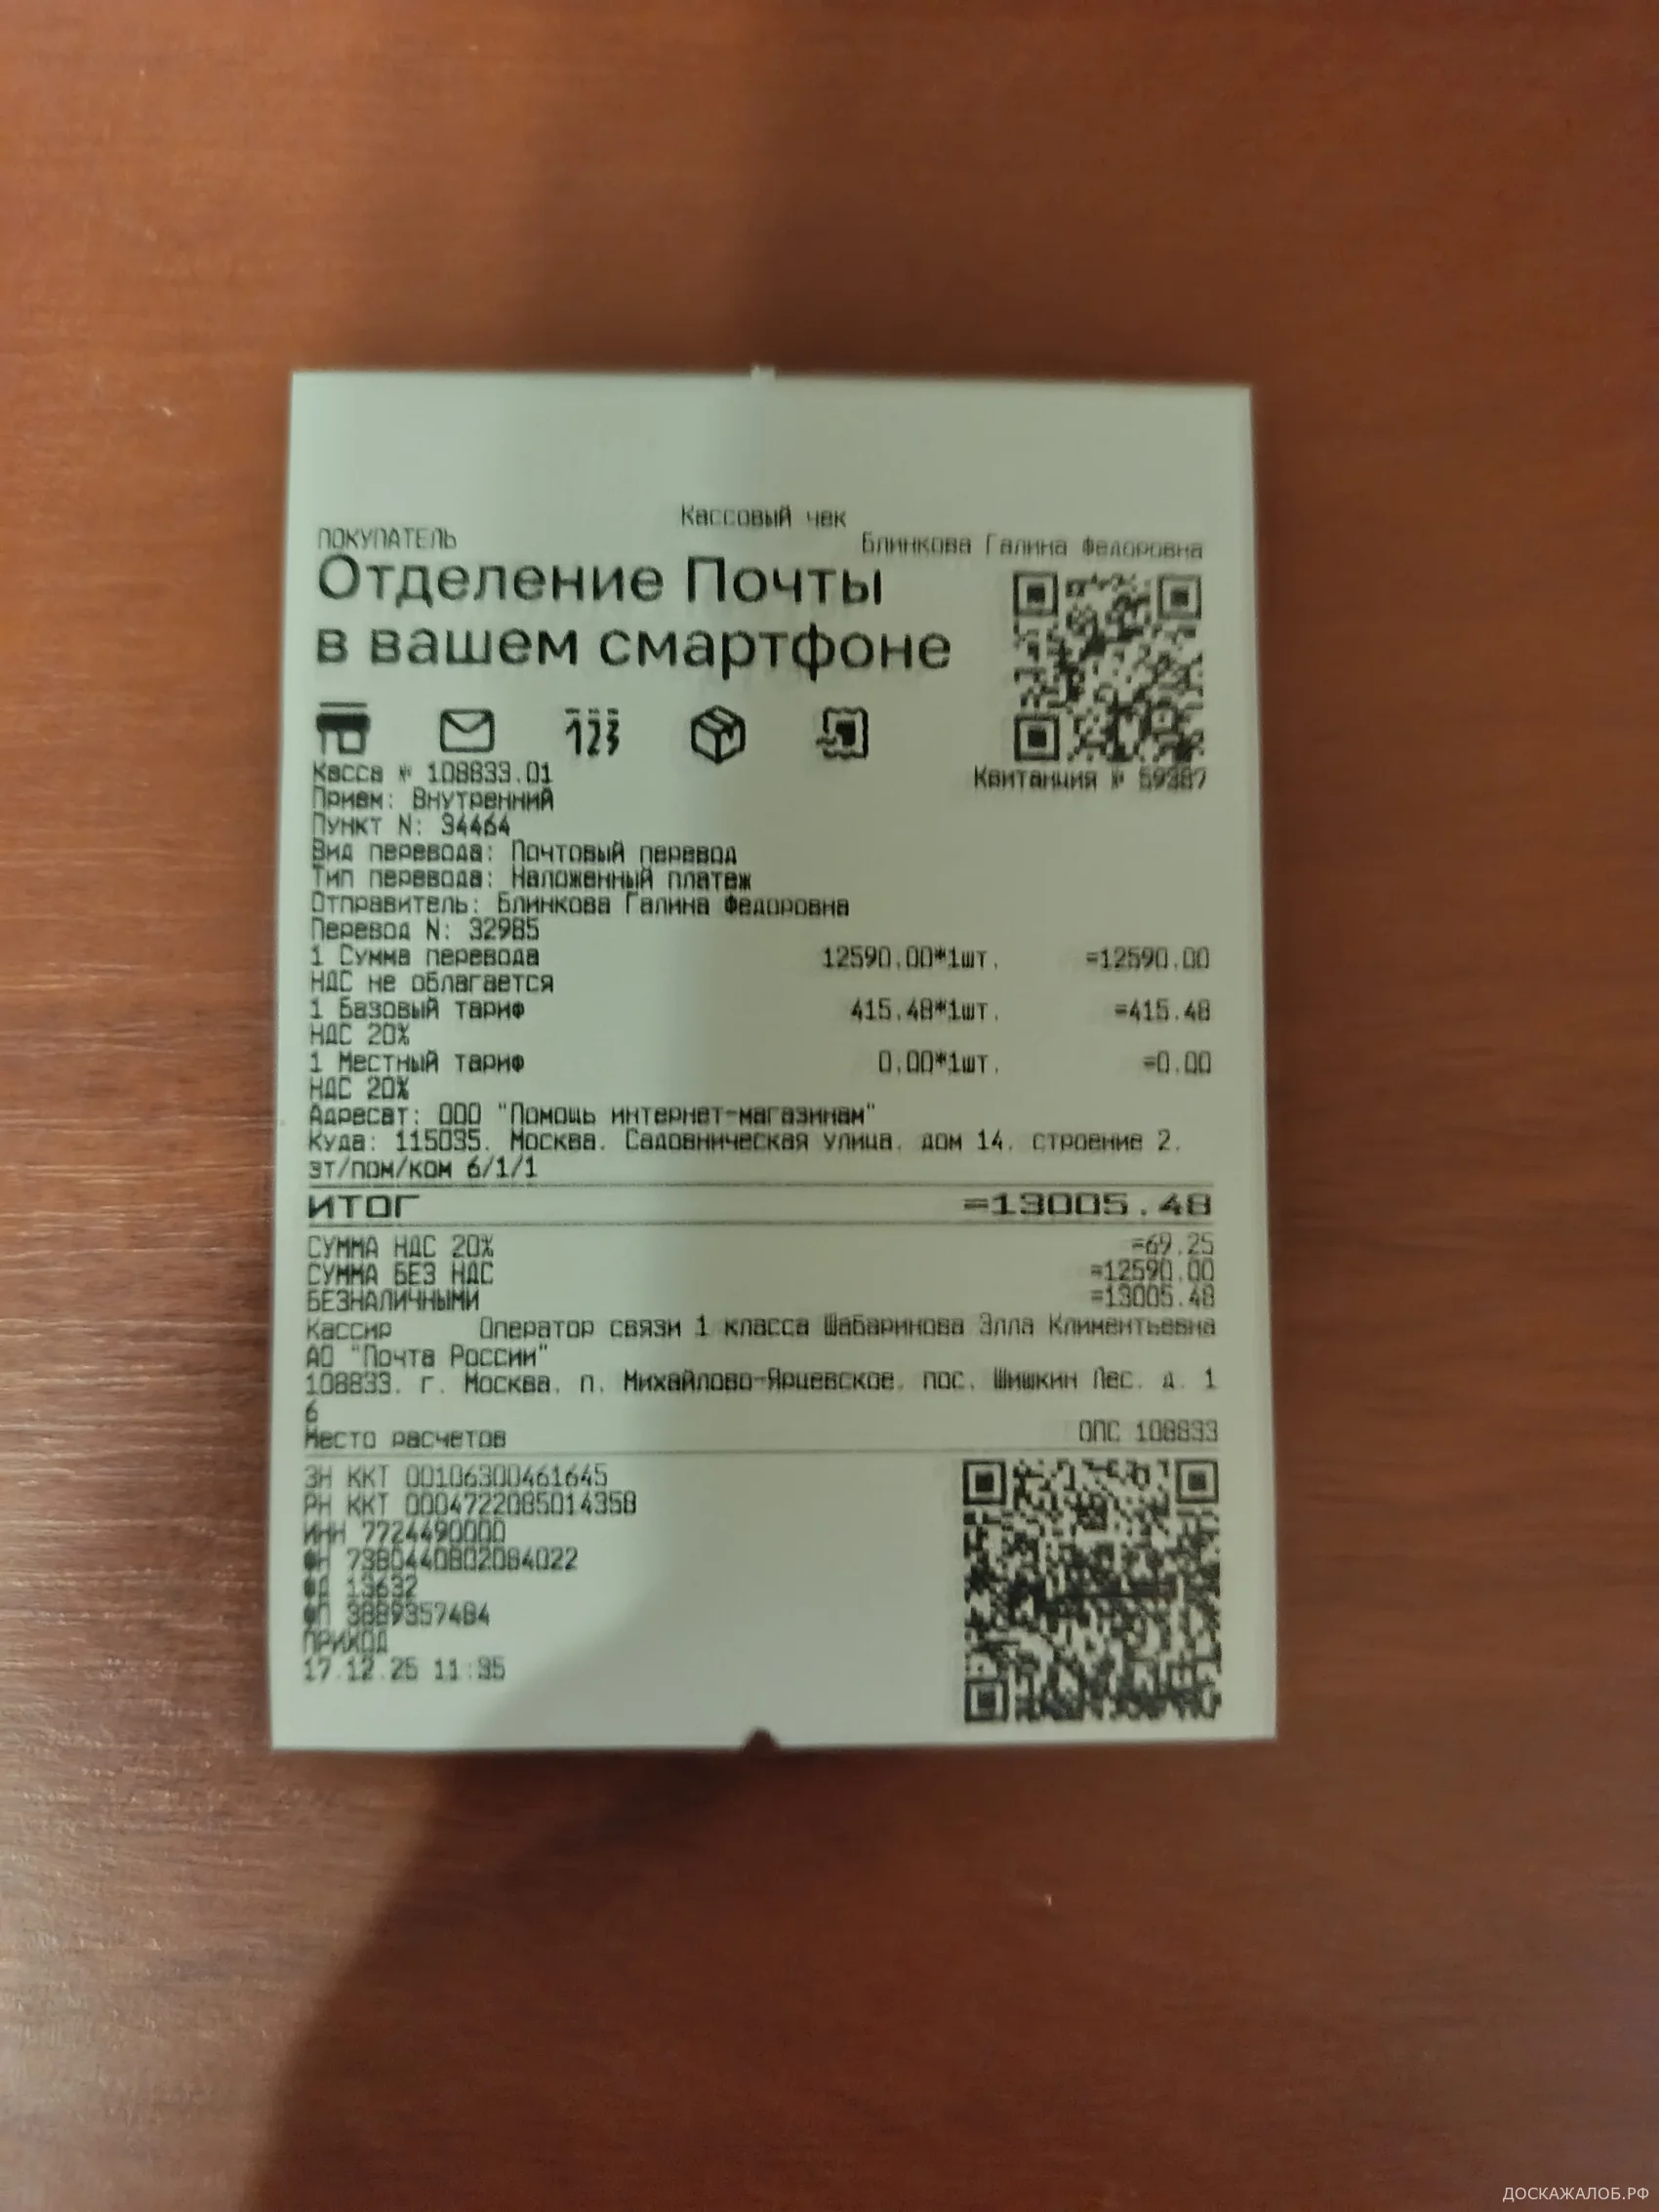 Кассовый чек
ПОКУПАТЕЛЬ Блинкова Галина Федоровна
Отделение Почты
в вашем смартфоне
123
Касса № 108833.01 Квитанция № 59387
Прием: Внутренний
Пункт N: 34464
Вид перевода: Почтовый перевод
Тип перевода: Наложенный платеж
Отправитель: Блинкова Галина Федоровна
Перевод N: 32985
1 Сумма перевода 12590.00*1шт. =12590.00
НДС не облагается
1 Базовый тариф 415.48*1шт. =415.48
НДС 20%
1 Местный тариф 0.00*1шт. =0.00
НДС 20%
Адресат: ООО "Помощь интернет-магазинам"
Куда: 115035, Москва, Садовническая улица, дом 14, строение 2,
эт/пом/ком 6/1/1
ИТОГ =13005.48
СУММА НДС 20% =69.25
СУММА БЕЗ НДС =12590.00
БЕЗНАЛИЧНЫМИ =13005.48
Кассир Оператор связи 1 класса Шабаринова Элла Климентьевна
АО "Почта России"
108833, г. Москва, п. Михайлово-Ярцевское, пос. Шишкин Лес, д. 1
6
Место расчетов ОПС 108833
ЗН ККТ 00106300461645
РН ККТ 0004722085014358
ИНН 7724490000
ФН 7380440802084022
ФД 13632
ФП 3889357484
ПРИХОД
17.12.25 11:35
ДОСКАЖАЛОБ.РФ